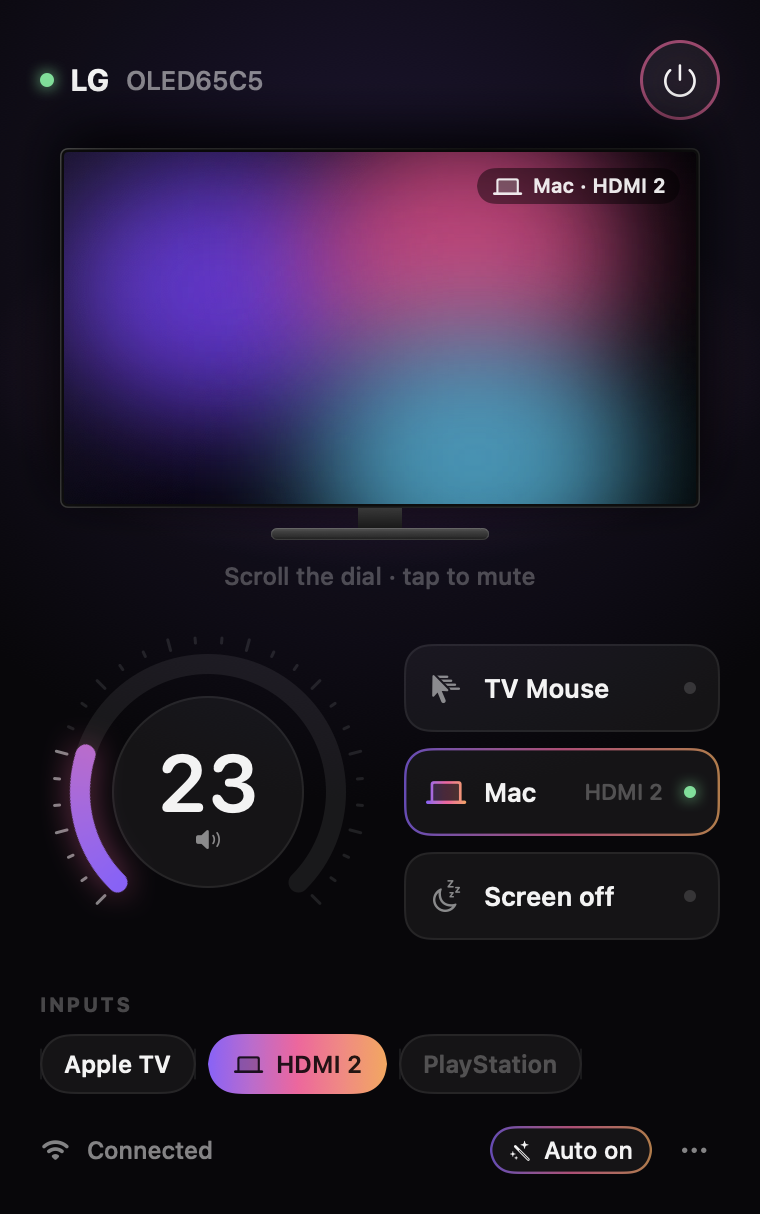 LG OLED65C5
Mac · HDMI 2
Scroll the dial · tap to mute
23
TV Mouse
Mac HDMI 2
Screen off
INPUTS
Apple TV HDMI 2 PlayStation
Connected Auto on